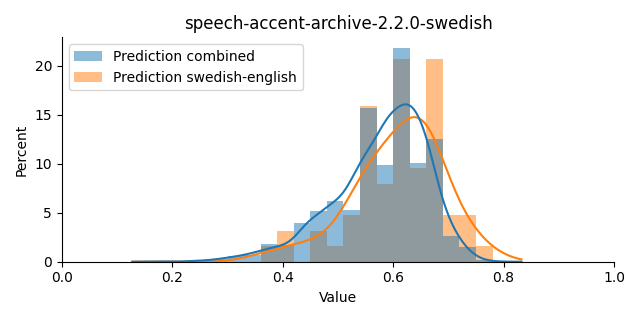 speech-accent-archive-2.2.0-swedish
Prediction combined
Prediction swedish-english
Percent
20
15
10
5
0
0.0 0.2 0.4 0.6 0.8 1.0
Value